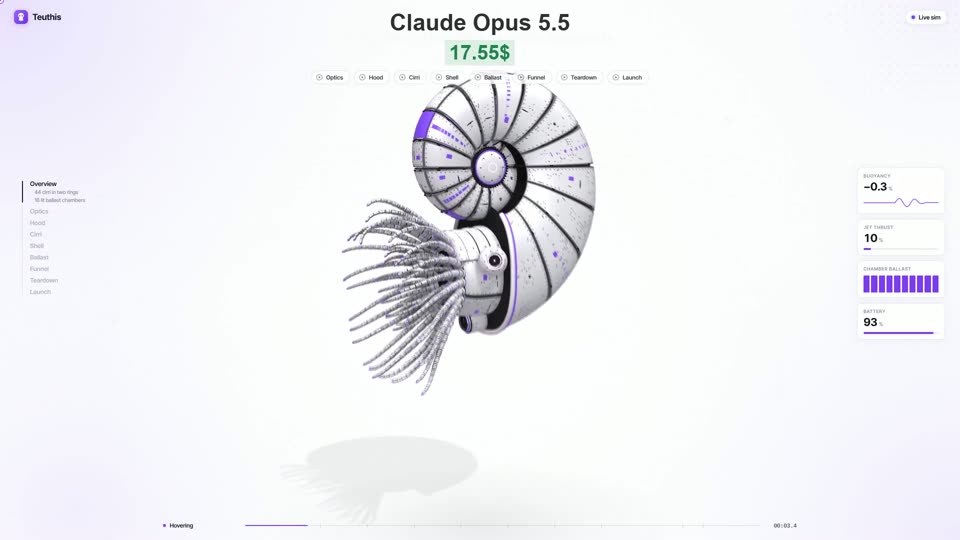 Teuthis
Claude Opus 5.5
17.55$
Live sim
Optics
Hood
Cirri
Shell
Ballast
Funnel
Teardown
Launch
Overview
44 cirri in two rings
16 lit ballast chambers
Optics
Hood
Cirri
Shell
Ballast
Funnel
Teardown
Launch
BUOYANCY
−0.3 %
JET THRUST
10 %
CHAMBER BALLAST
BATTERY
93 %
Hovering
00:03.4